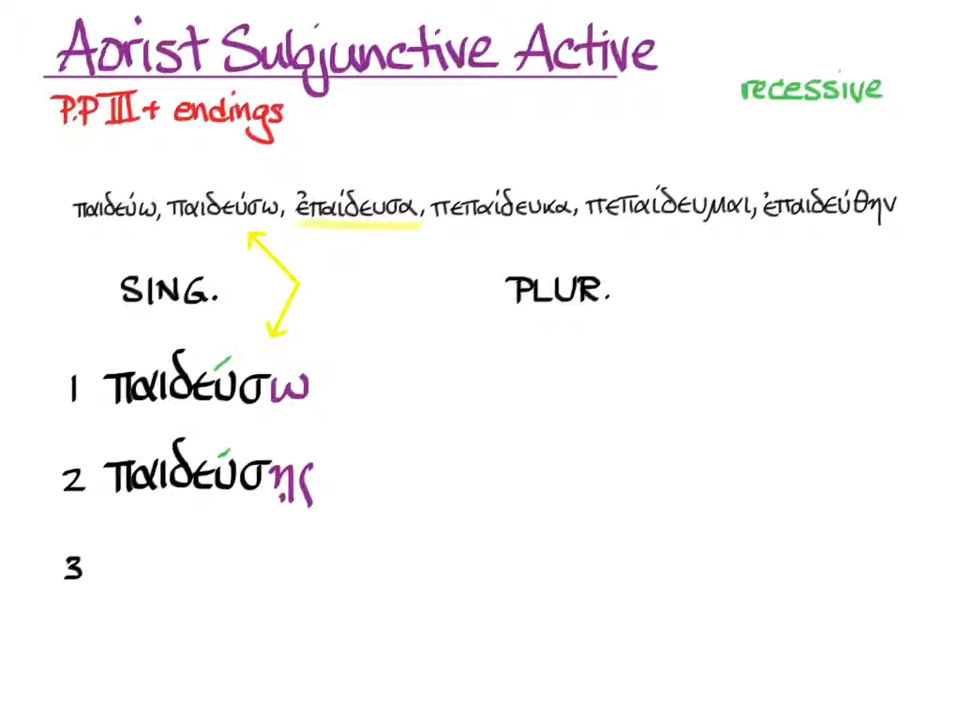 Aorist Subjunctive Active
recessive
P.P III + endings
παιδεύω, παιδεύσω, ἐπαίδευσα, πεπαίδευκα, πεπαίδευμαι, ἐπαιδεύθην
SING. PLUR.
1 παιδεύσω
2 παιδεύσῃς
3